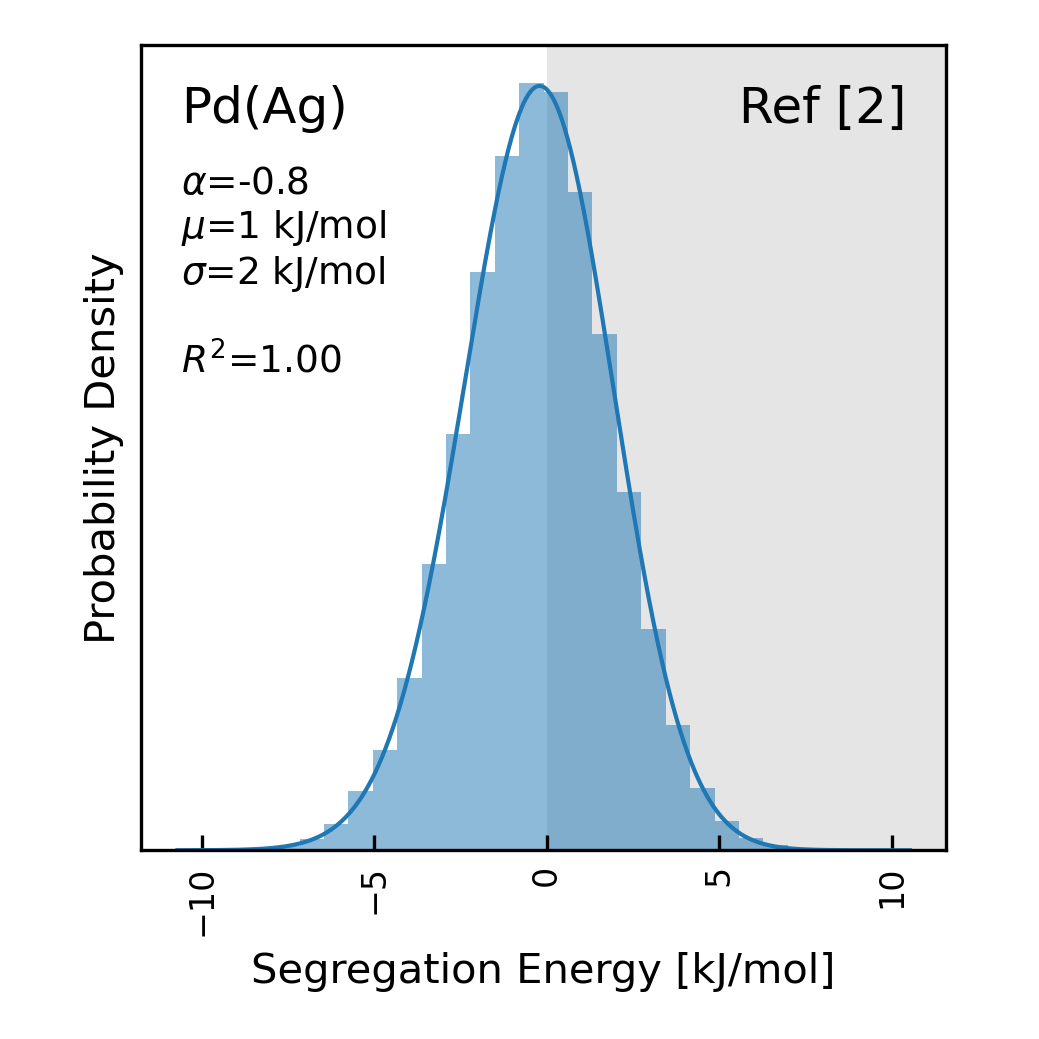 Pd(Ag)
Ref [2]
α=-0.8
μ=1 kJ/mol
σ=2 kJ/mol
R²=1.00
Probability Density
−10
−5
0
5
10
Segregation Energy [kJ/mol]